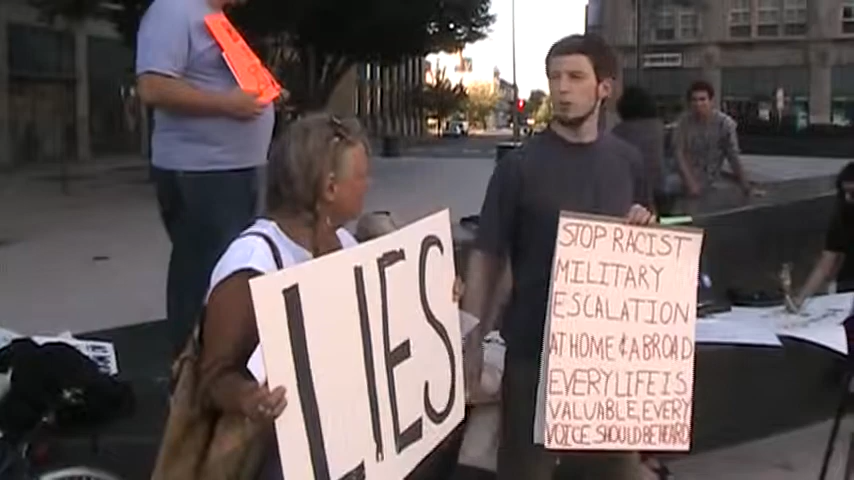 LIES
STOP RACIST
MILITARY
ESCALATION
AT HOME & ABROAD
EVERY LIFE IS
VALUABLE, EVERY
VOICE SHOULD BE HEARD